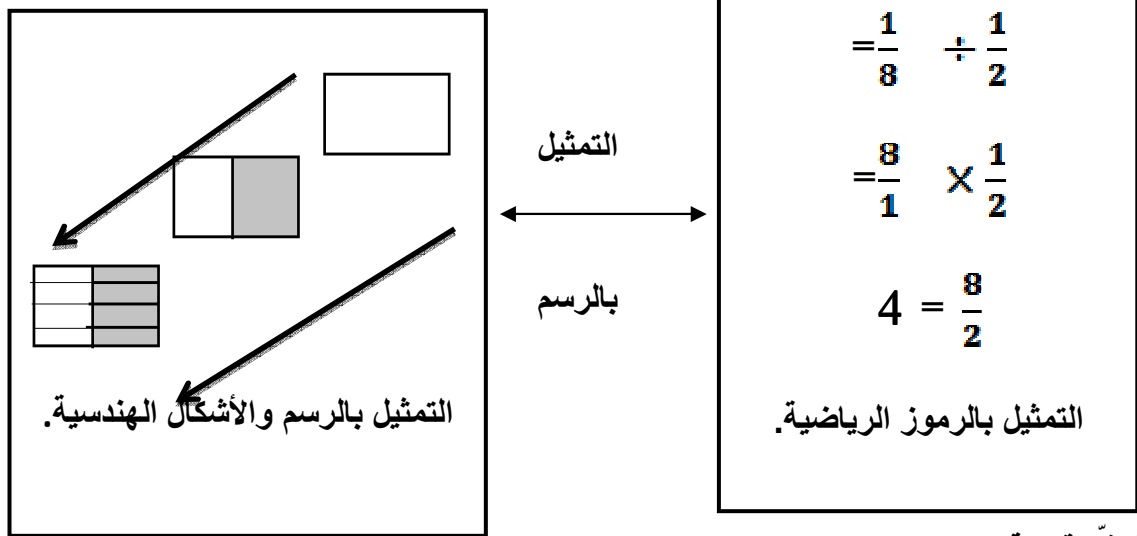 1/2 ÷ 1/8 =
1/2 × 8/1 =
8/2 = 4
التمثيل بالرموز الرياضية.
التمثيل
بالرسم
التمثيل بالرسم والأشكال الهندسية.